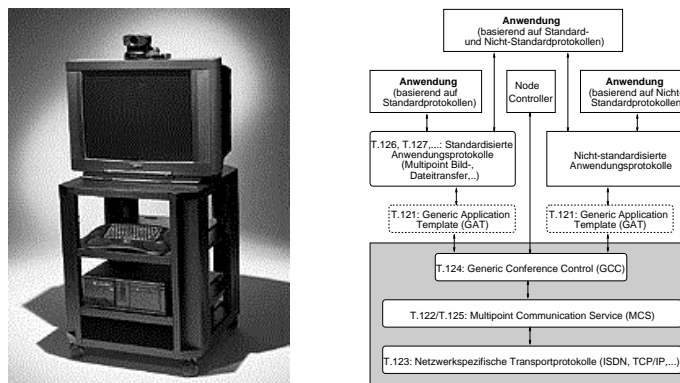 Anwendung
(basierend auf Standard-
und Nicht-Standardprotokollen)
Anwendung
(basierend auf
Standardprotokollen)
Node
Controller
Anwendung
(basierend auf Nicht-
Standardprotokollen
T.126, T.127,...: Standardisierte
Anwendungsprotokolle
(Multipoint Bild-,
Dateitransfer,..)
Nicht-standardisierte
Anwendungsprotokolle
T.121: Generic Application
Template (GAT)
T.121: Generic Application
Template (GAT)
T.124: Generic Conference Control (GCC)
T.122/T.125: Multipoint Communication Service (MCS)
T.123: Netzwerkspezifische Transportprotokolle (ISDN, TCP/IP,...)